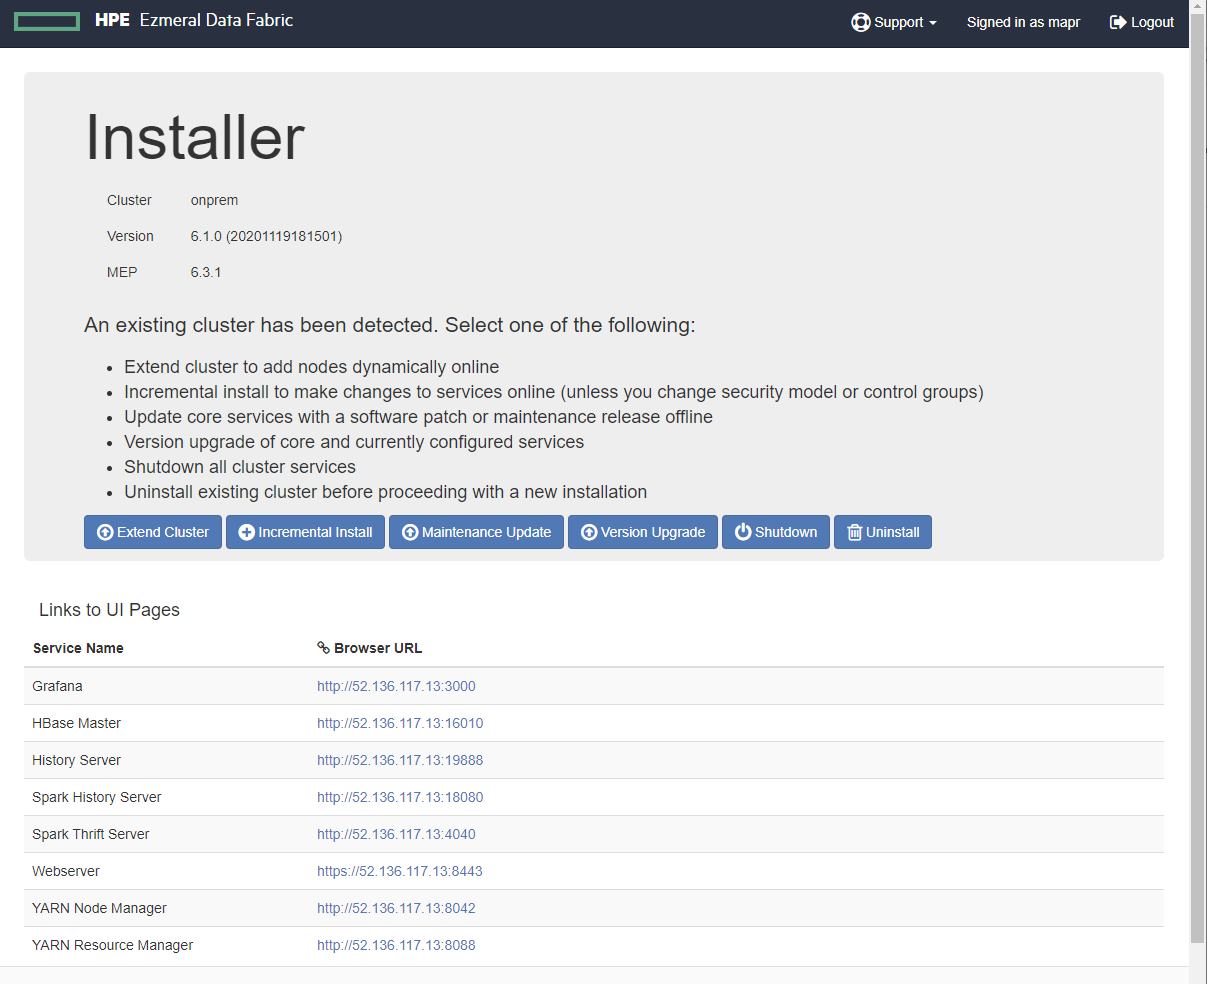 HPE Ezmeral Data Fabric Support Signed in as mapr Logout
Installer
Cluster onprem
Version 6.1.0 (20201119181501)
MEP 6.3.1
An existing cluster has been detected. Select one of the following:
Extend cluster to add nodes dynamically online
Incremental install to make changes to services online (unless you change security model or control groups)
Update core services with a software patch or maintenance release offline
Version upgrade of core and currently configured services
Shutdown all cluster services
Uninstall existing cluster before proceeding with a new installation
Extend Cluster Incremental Install Maintenance Update Version Upgrade Shutdown Uninstall
Links to UI Pages
Service Name Browser URL
Grafana http://52.136.117.13:3000
HBase Master http://52.136.117.13:16010
History Server http://52.136.117.13:19888
Spark History Server http://52.136.117.13:18080
Spark Thrift Server http://52.136.117.13:4040
Webserver https://52.136.117.13:8443
YARN Node Manager http://52.136.117.13:8042
YARN Resource Manager http://52.136.117.13:8088